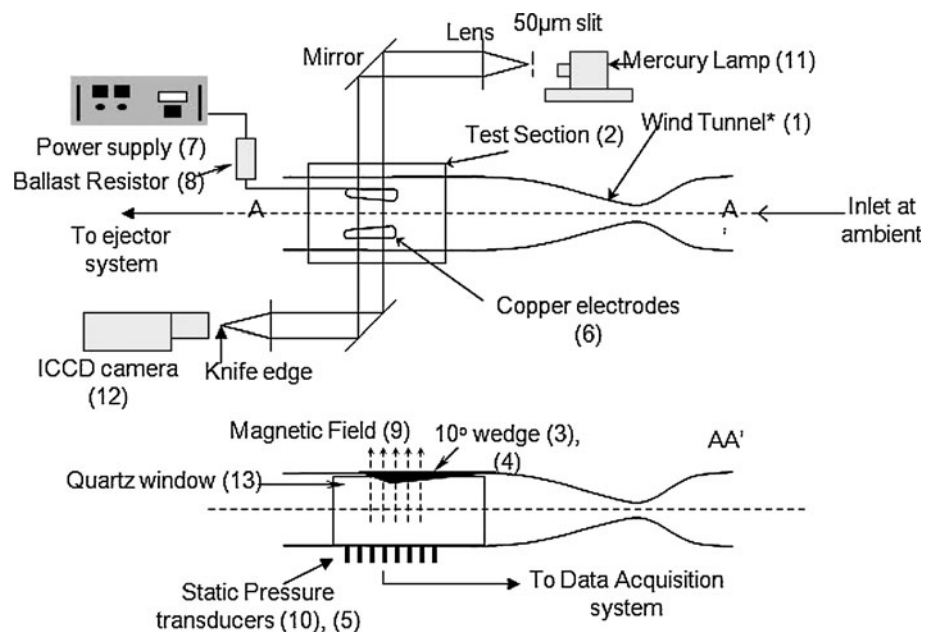 50μm slit
Lens
Mirror
Mercury Lamp (11)
Wind Tunnel* (1)
Test Section (2)
Power supply (7)
Ballast Resistor (8)
A
A
'
To ejector
system
Inlet at
ambient
Copper electrodes
(6)
ICCD camera
(12)
Knife edge
Magnetic Field (9)
10° wedge (3),
(4)
AA'
Quartz window (13)
Static Pressure
transducers (10), (5)
To Data Acquisition
system